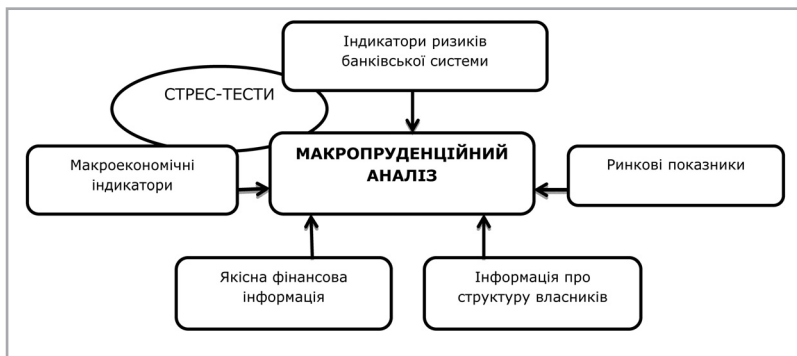 Індикатори ризиків
банківської системи
СТРЕС-ТЕСТИ
МАКРОПРУДЕНЦІЙНИЙ
АНАЛІЗ
Макроекономічні
індикатори
Ринкові показники
Якісна фінансова
інформація
Інформація про
структуру власників